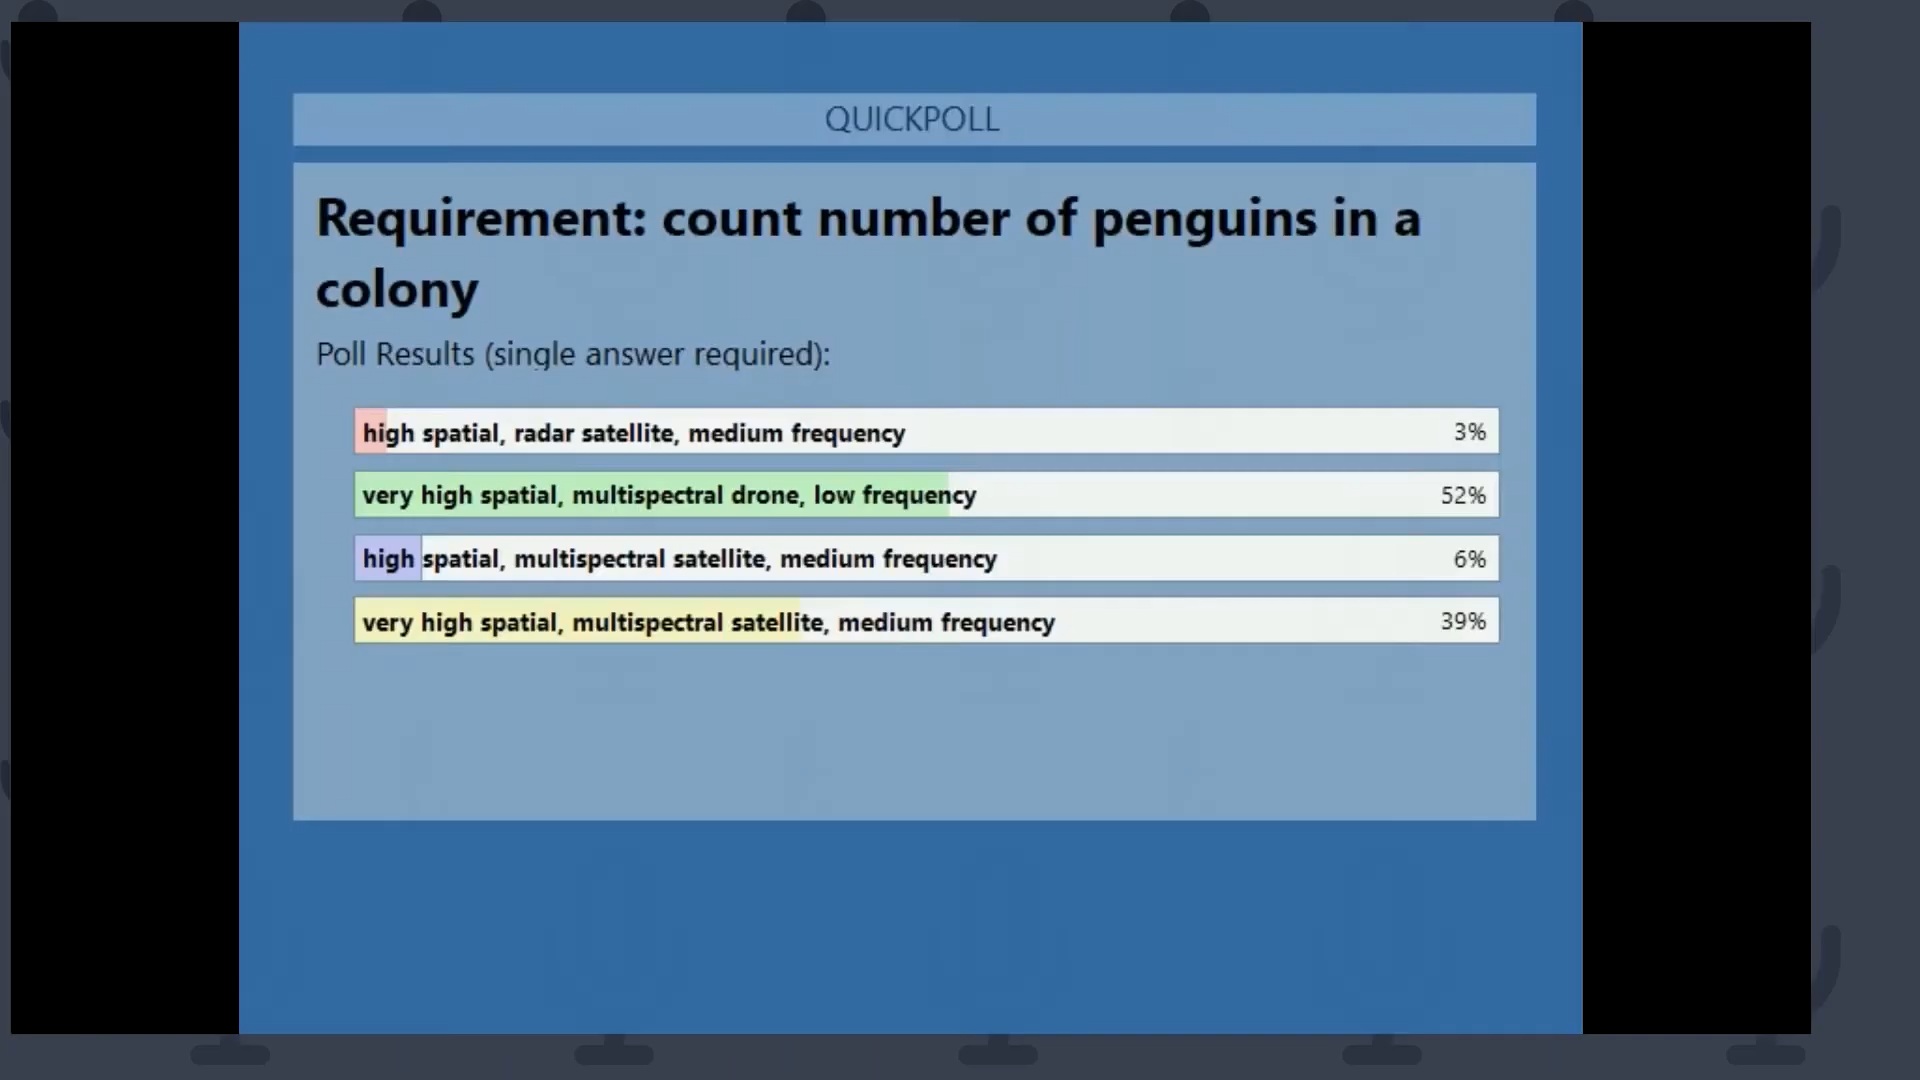 QUICKPOLL
Requirement: count number of penguins in a
colony
Poll Results (single answer required):
high spatial, radar satellite, medium frequency 3%
very high spatial, multispectral drone, low frequency 52%
high spatial, multispectral satellite, medium frequency 6%
very high spatial, multispectral satellite, medium frequency 39%